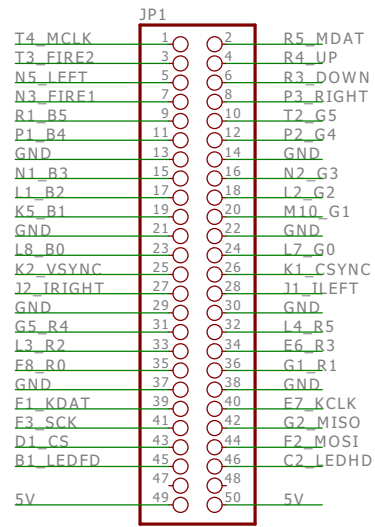 JP1
T4_MCLK 1 2 R5_MDAT
T3_FIRE2 3 4 R4_UP
N5_LEFT 5 6 R3_DOWN
N3_FIRE1 7 8 P3_RIGHT
R1_B5 9 10 T2_G5
P1_B4 11 12 P2_G4
GND 13 14 GND
N1_B3 15 16 N2_G3
L1_B2 17 18 L2_G2
K5_B1 19 20 M10_G1
GND 21 22 GND
L8_B0 23 24 L7_G0
K2_VSYNC 25 26 K1_CSYNC
J2_IRIGHT 27 28 J1_ILEFT
GND 29 30 GND
G5_R4 31 32 L4_R5
L3_R2 33 34 E6_R3
F8_R0 35 36 G1_R1
GND 37 38 GND
F1_KDAT 39 40 E7_KCLK
F3_SCK 41 42 G2_MISO
D1_CS 43 44 F2_MOSI
B1_LEDFD 45 46 C2_LEDHD
47 48
5V 49 50 5V